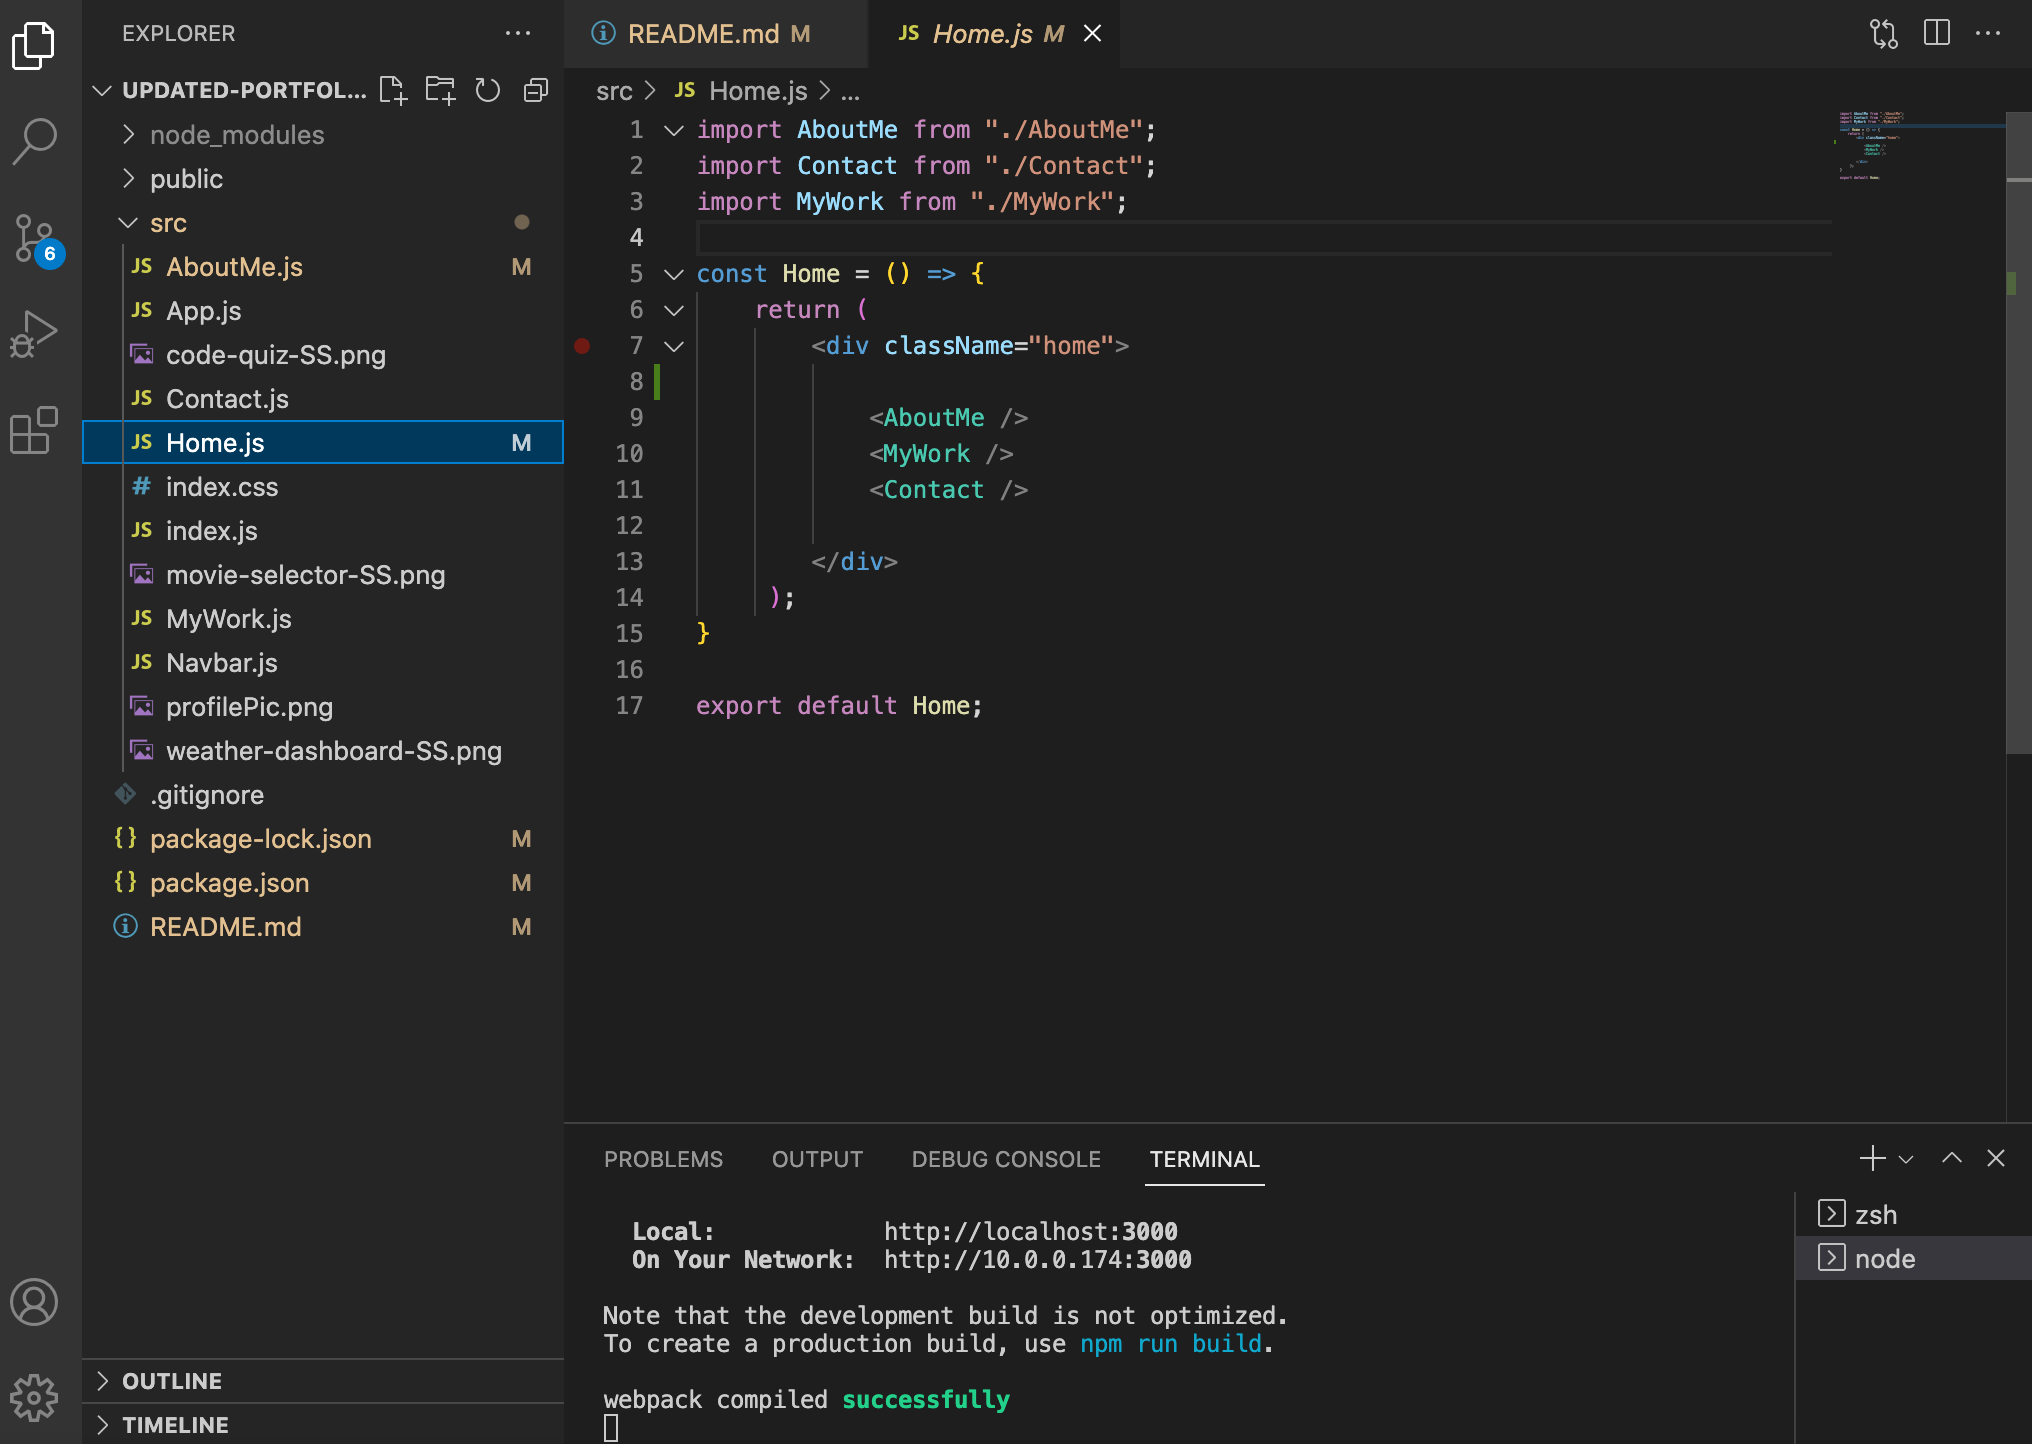 EXPLORER
UPDATED-PORTFOL...
node_modules
public
src
JS AboutMe.js M
JS App.js
code-quiz-SS.png
JS Contact.js
JS Home.js M
# index.css
JS index.js
movie-selector-SS.png
JS MyWork.js
JS Navbar.js
profilePic.png
weather-dashboard-SS.png
.gitignore
{} package-lock.json M
{} package.json M
README.md M
OUTLINE
TIMELINE
6
README.md M
JS Home.js M
src > JS Home.js > ...
1 import AboutMe from "./AboutMe";
2 import Contact from "./Contact";
3 import MyWork from "./MyWork";
4
5 const Home = () => {
6 return (
7 <div className="home">
8
9 <AboutMe />
10 <MyWork />
11 <Contact />
12
13 </div>
14 );
15 }
16
17 export default Home;
PROBLEMS OUTPUT DEBUG CONSOLE TERMINAL
Local: http://localhost:3000
On Your Network: http://10.0.0.174:3000
Note that the development build is not optimized.
To create a production build, use npm run build.
webpack compiled successfully
zsh
node